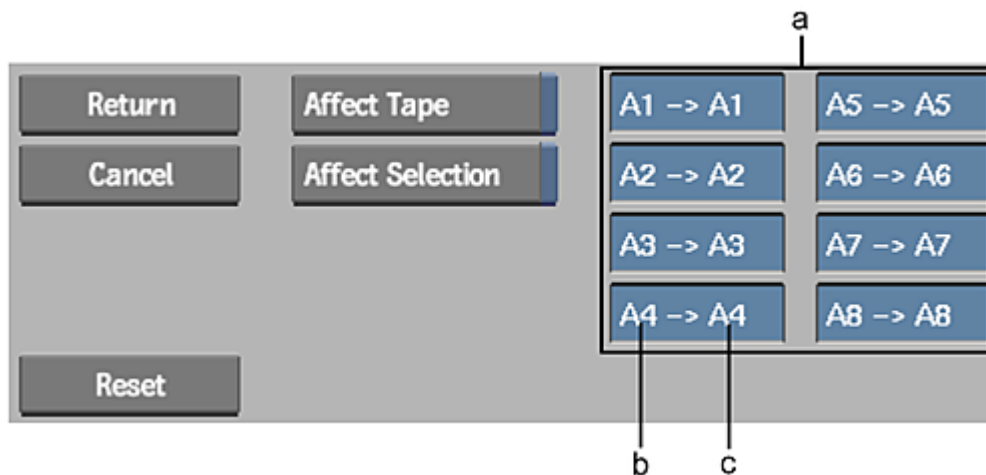 a
Return Affect Tape A1 -> A1 A5 -> A5
Cancel Affect Selection A2 -> A2 A6 -> A6
A3 -> A3 A7 -> A7
A4 -> A4 A8 -> A8
Reset
b c